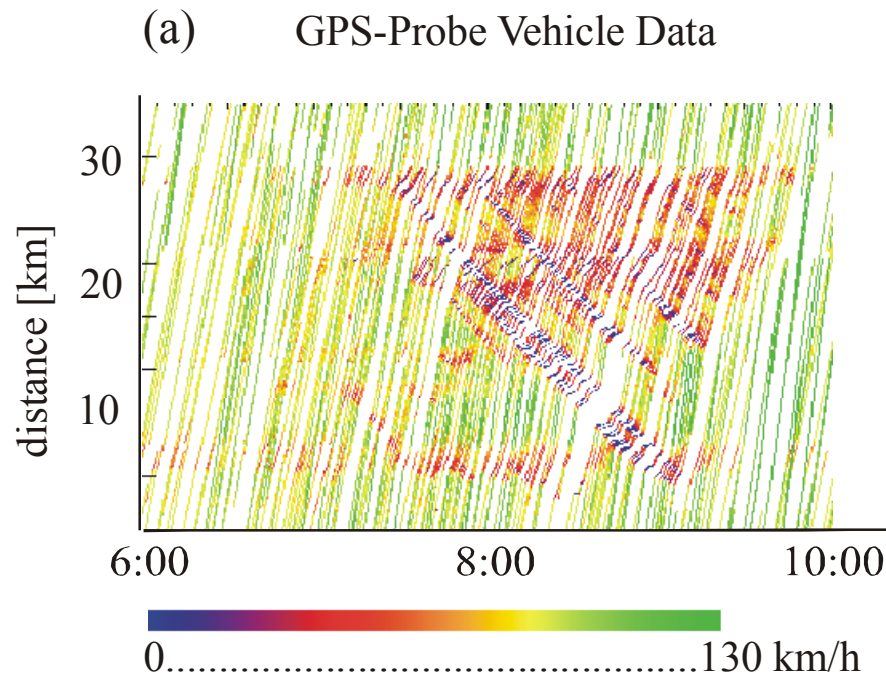 (a) GPS-Probe Vehicle Data
30
20
10
distance [km]
6:00 8:00 10:00
0........................................130 km/h